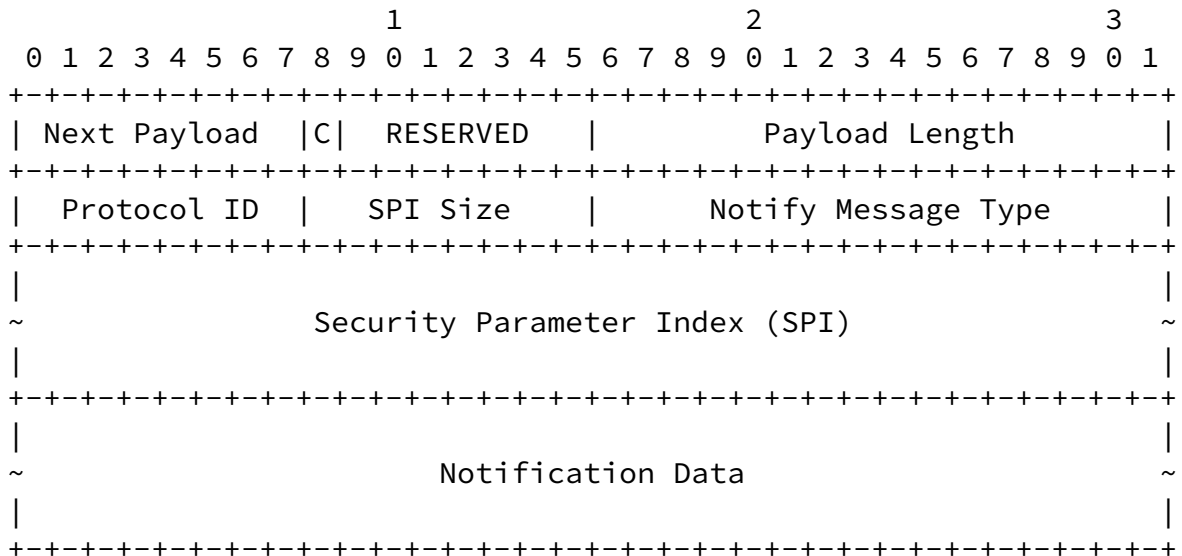 1                   2                   3
 0 1 2 3 4 5 6 7 8 9 0 1 2 3 4 5 6 7 8 9 0 1 2 3 4 5 6 7 8 9 0 1
+-+-+-+-+-+-+-+-+-+-+-+-+-+-+-+-+-+-+-+-+-+-+-+-+-+-+-+-+-+-+-+-+
| Next Payload  |C|  RESERVED   |         Payload Length        |
+-+-+-+-+-+-+-+-+-+-+-+-+-+-+-+-+-+-+-+-+-+-+-+-+-+-+-+-+-+-+-+-+
|  Protocol ID  |   SPI Size    |      Notify Message Type      |
+-+-+-+-+-+-+-+-+-+-+-+-+-+-+-+-+-+-+-+-+-+-+-+-+-+-+-+-+-+-+-+-+
|                                                               |
~                Security Parameter Index (SPI)                 ~
|                                                               |
+-+-+-+-+-+-+-+-+-+-+-+-+-+-+-+-+-+-+-+-+-+-+-+-+-+-+-+-+-+-+-+-+
|                                                               |
~                       Notification Data                       ~
|                                                               |
+-+-+-+-+-+-+-+-+-+-+-+-+-+-+-+-+-+-+-+-+-+-+-+-+-+-+-+-+-+-+-+-+